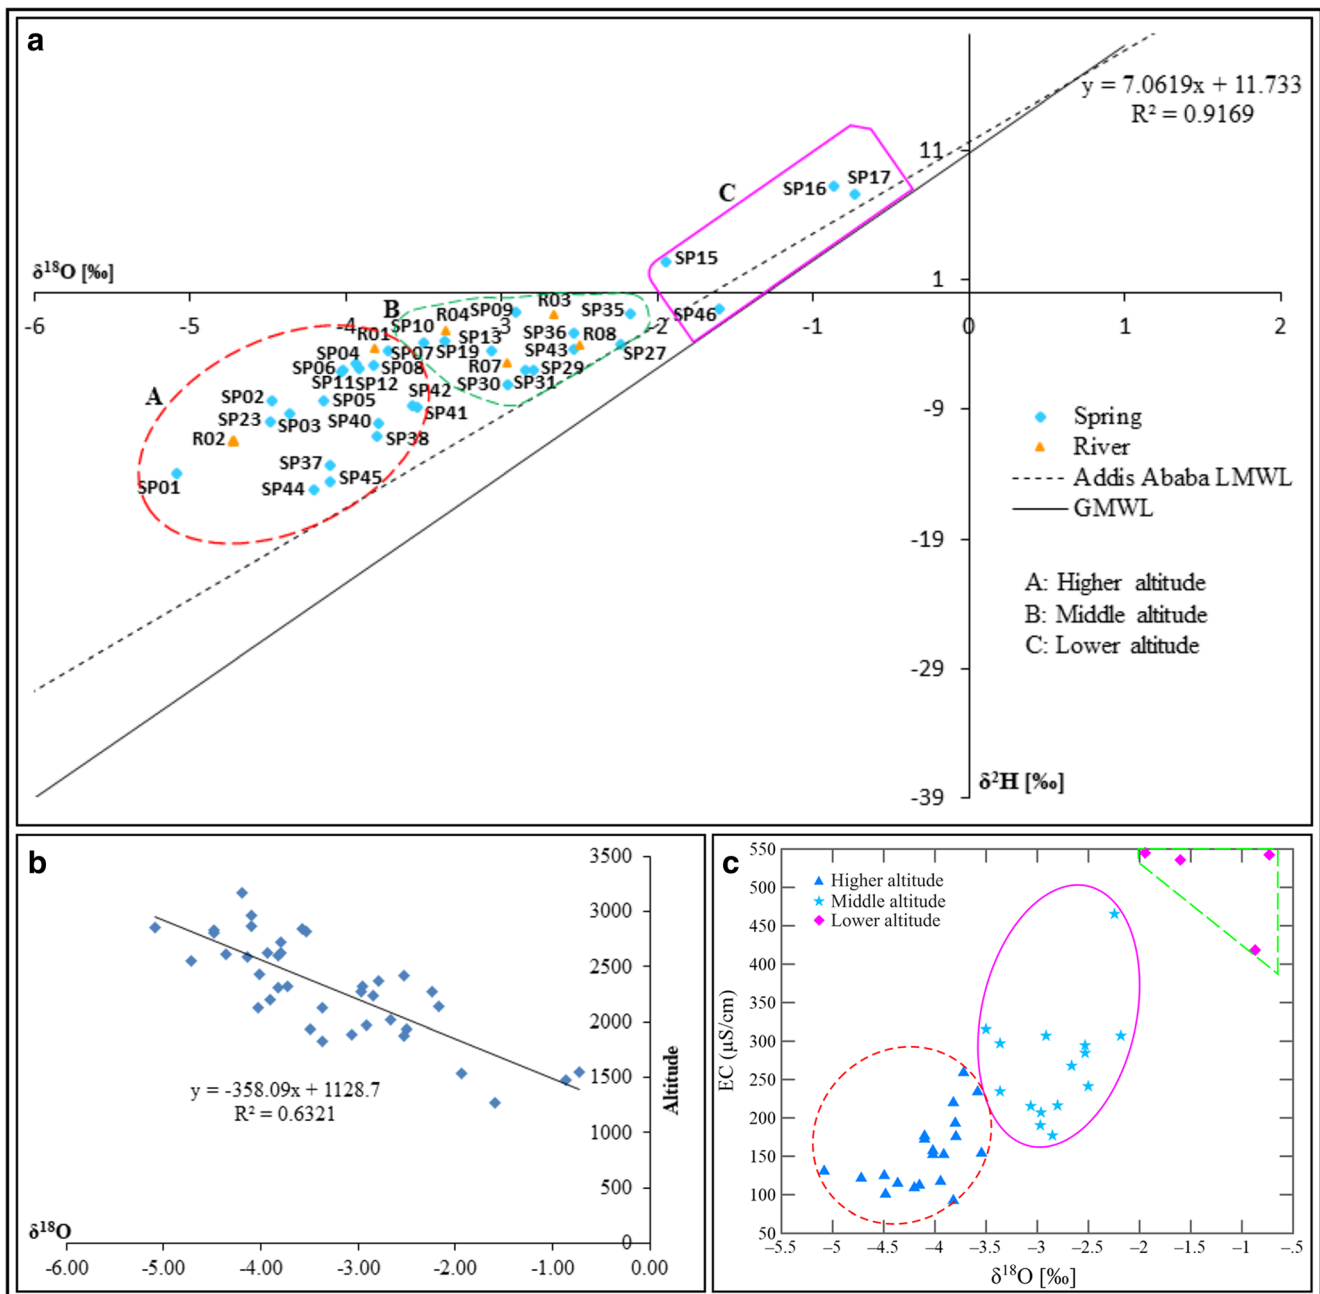 a
y = 7.0619x + 11.733
R² = 0.9169
11
C
SP16
SP17
SP15
δ¹⁸O [‰]
1
-6
-5
-4
-3
-2
-1
0
1
2
B
R04
SP09
R03
SP35
SP46
R01
SP10
SP13
SP36
R08
SP04
SP07
SP19
SP43
SP27
SP06
SP08
R07
SP29
SP11
SP12
SP30
SP31
A
SP02
SP05
SP42
SP41
SP23
SP03
SP40
R02
SP38
SP37
SP01
SP44
SP45
-9
-19
-29
-39
δ²H [‰]
Spring
River
Addis Ababa LMWL
GMWL
A: Higher altitude
B: Middle altitude
C: Lower altitude
b
3500
3000
2500
2000
1500
1000
500
0
Altitude
y = -358.09x + 1128.7
R² = 0.6321
δ¹⁸O
-6.00
-5.00
-4.00
-3.00
-2.00
-1.00
0.00
c
550
500
450
400
350
300
250
200
150
100
50
EC (μS/cm)
Higher altitude
Middle altitude
Lower altitude
–5.5
–5
–4.5
–4
–3.5
–3
–2.5
–2
–1.5
–1
–.5
δ¹⁸O [‰]